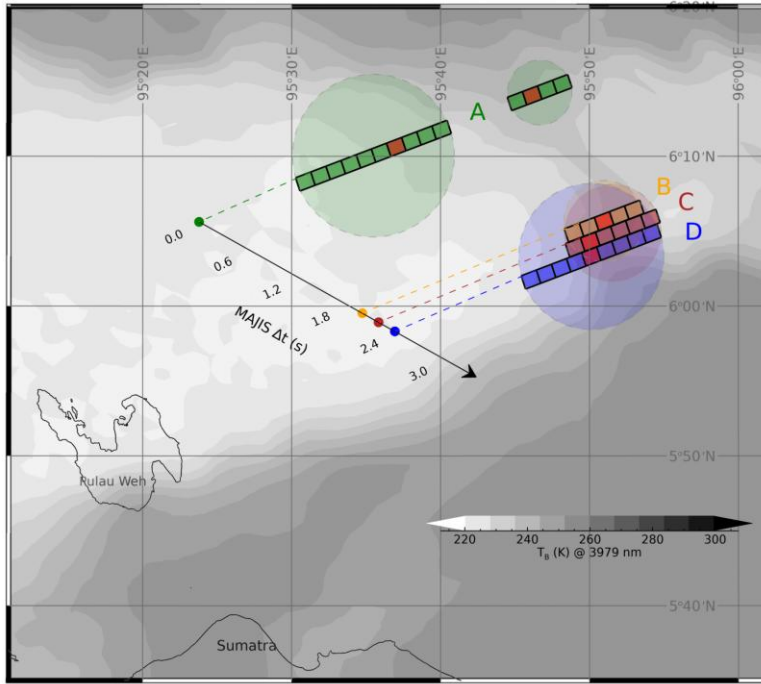 6°20'N
95°20'E
95°30'E
95°40'E
95°50'E
96°00'E
A
6°10'N
B
C
D
0.0
0.6
1.2
1.8
2.4
3.0
MAJIS Δt (s)
6°00'N
5°50'N
Pulau Weh
220 240 260 280 300
T_B (K) @ 3979 nm
5°40'N
Sumatra